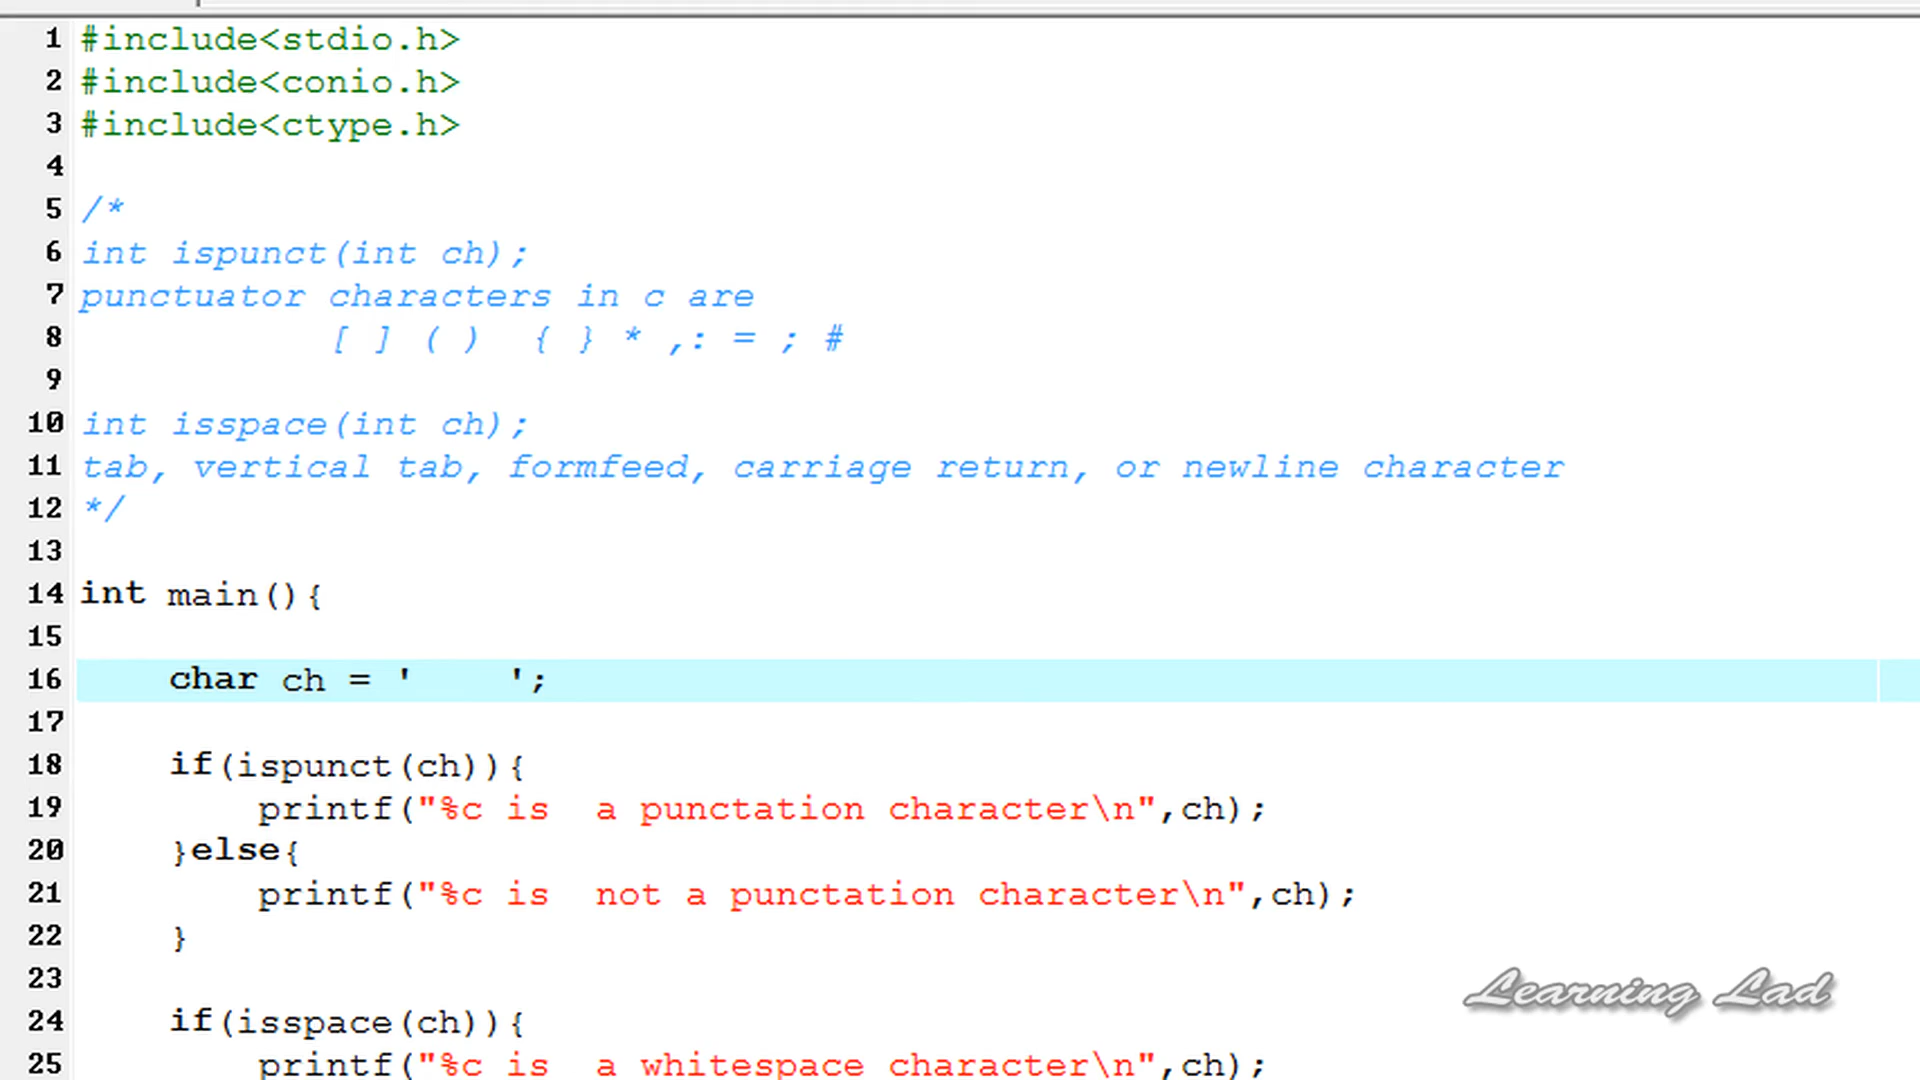 1 #include<stdio.h>
2 #include<conio.h>
3 #include<ctype.h>
4
5 /*
6 int ispunct(int ch);
7 punctuator characters in c are
8 [ ] ( )  { } * ,: = ; #
9
10 int isspace(int ch);
11 tab, vertical tab, formfeed, carriage return, or newline character
12 */
13
14 int main(){
15
16     char ch = '    ';
17
18     if(ispunct(ch)){
19         printf("%c is  a punctation character\n",ch);
20     }else{
21         printf("%c is  not a punctation character\n",ch);
22     }
23
24     if(isspace(ch)){
25         printf("%c is  a whitespace character\n",ch);
Learning Lad